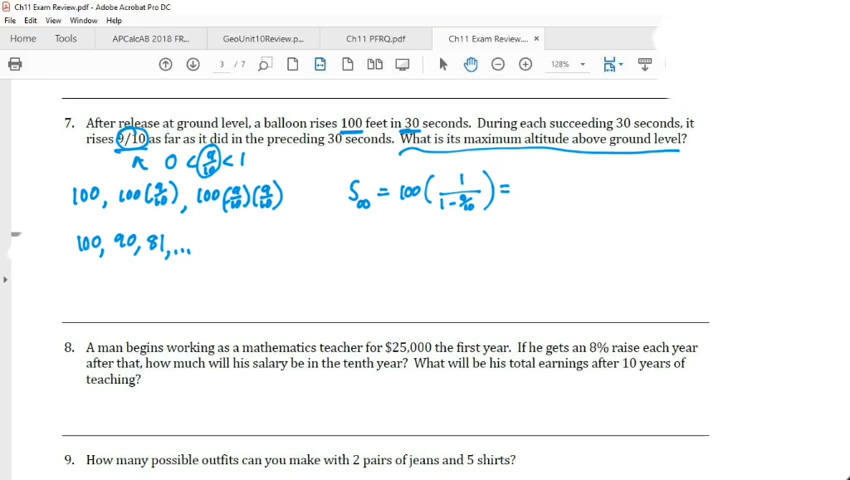 Ch11 Exam Review.pdf - Adobe Acrobat Pro DC
File Edit View Window Help
Home Tools APCalcAB 2018 FR... GeoUnit10Review.p... Ch11 PFRQ.pdf Ch11 Exam Review.... ×
3 / 7 128%
7. After release at ground level, a balloon rises 100 feet in 30 seconds. During each succeeding 30 seconds, it
rises 9/10 as far as it did in the preceding 30 seconds. What is its maximum altitude above ground level?
r 0 < 9/10 < 1
100, 100(9/10), 100(9/10)(9/10) S∞ = 100(1/(1-9/10)) =
100, 90, 81, ...
8. A man begins working as a mathematics teacher for $25,000 the first year. If he gets an 8% raise each year
after that, how much will his salary be in the tenth year? What will be his total earnings after 10 years of
teaching?
9. How many possible outfits can you make with 2 pairs of jeans and 5 shirts?